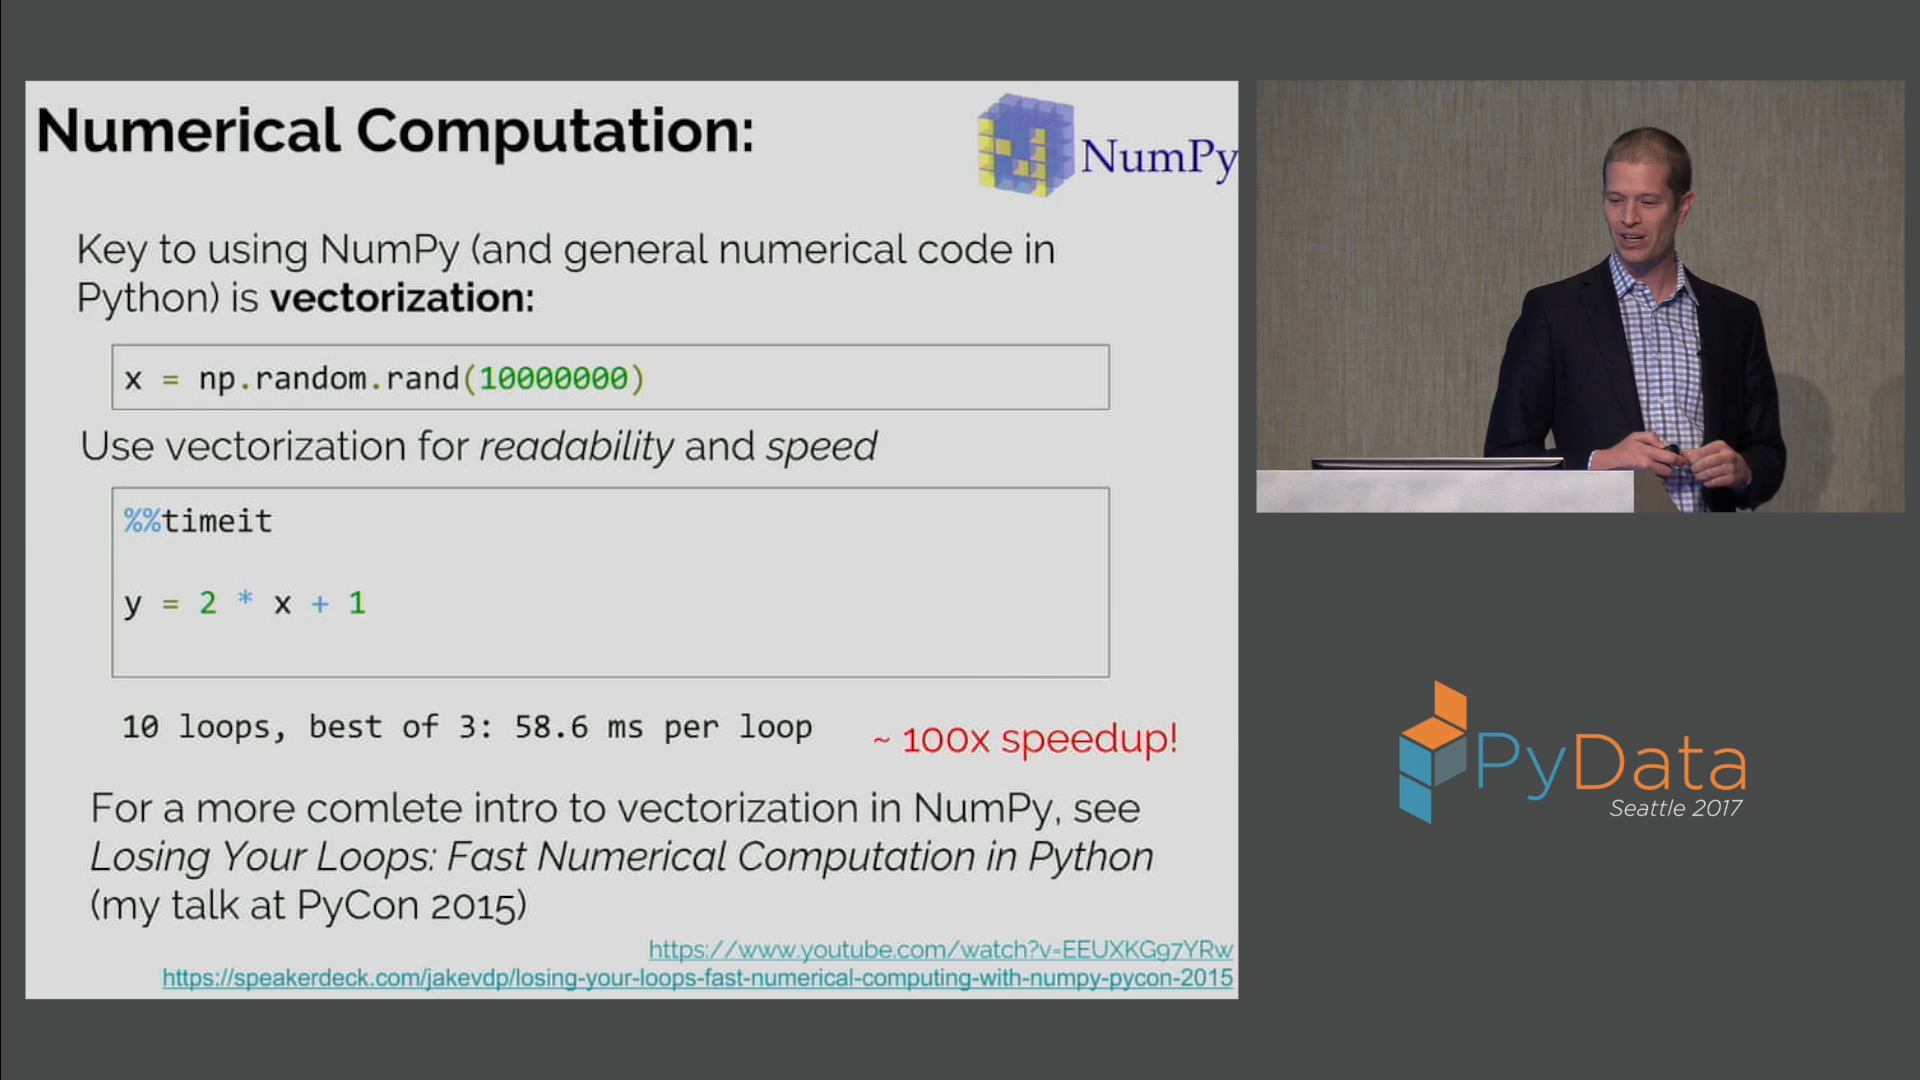 Numerical Computation:
NumPy
Key to using NumPy (and general numerical code in
Python) is vectorization:
x = np.random.rand(10000000)
Use vectorization for readability and speed
%%timeit
y = 2 * x + 1
10 loops, best of 3: 58.6 ms per loop
~ 100x speedup!
For a more comlete intro to vectorization in NumPy, see
Losing Your Loops: Fast Numerical Computation in Python
(my talk at PyCon 2015)
https://www.youtube.com/watch?v=EEUXKG97YRw
https://speakerdeck.com/jakevdp/losing-your-loops-fast-numerical-computing-with-numpy-pycon-2015
PyData
Seattle 2017